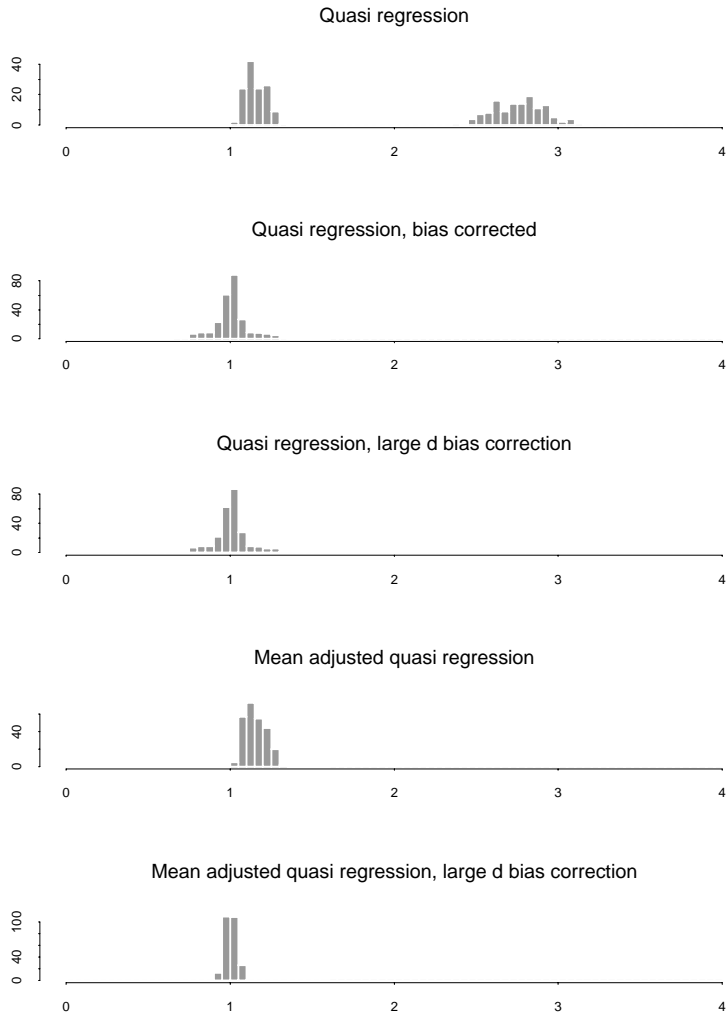 Quasi regression
40
20
0
0 1 2 3 4
Quasi regression, bias corrected
80
40
0
0 1 2 3 4
Quasi regression, large d bias correction
80
40
0
0 1 2 3 4
Mean adjusted quasi regression
40
0
0 1 2 3 4
Mean adjusted quasi regression, large d bias correction
100
40
0
0 1 2 3 4